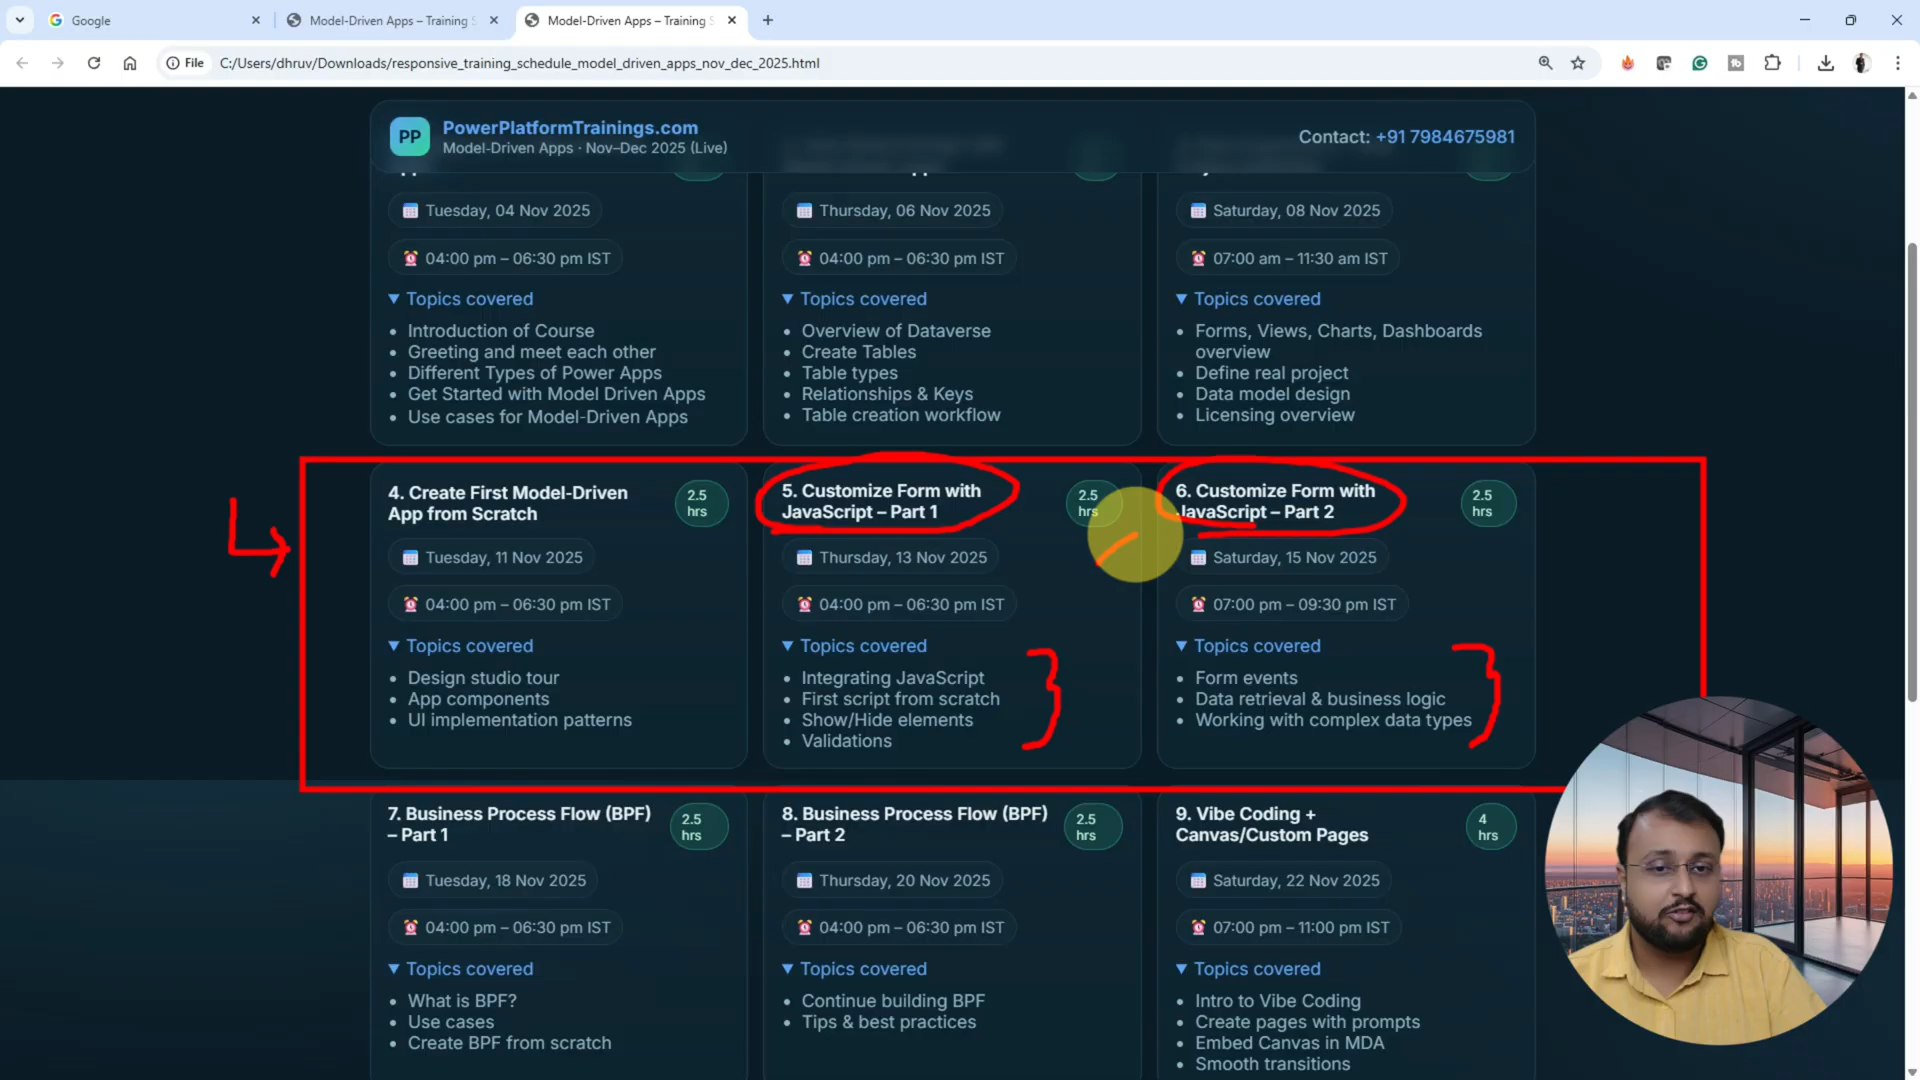 Google
Model-Driven Apps – Training S
Model-Driven Apps – Training S
File
C:/Users/dhruv/Downloads/responsive_training_schedule_model_driven_apps_nov_dec_2025.html
PP
PowerPlatformTrainings.com
Model-Driven Apps · Nov–Dec 2025 (Live)
Contact: +91 7984675981
Tuesday, 04 Nov 2025
04:00 pm – 06:30 pm IST
Topics covered
Introduction of Course
Greeting and meet each other
Different Types of Power Apps
Get Started with Model Driven Apps
Use cases for Model-Driven Apps
Thursday, 06 Nov 2025
04:00 pm – 06:30 pm IST
Topics covered
Overview of Dataverse
Create Tables
Table types
Relationships & Keys
Table creation workflow
Saturday, 08 Nov 2025
07:00 am – 11:30 am IST
Topics covered
Forms, Views, Charts, Dashboards
overview
Define real project
Data model design
Licensing overview
4. Create First Model-Driven
App from Scratch
2.5
hrs
Tuesday, 11 Nov 2025
04:00 pm – 06:30 pm IST
Topics covered
Design studio tour
App components
UI implementation patterns
5. Customize Form with
JavaScript – Part 1
2.5
hrs
Thursday, 13 Nov 2025
04:00 pm – 06:30 pm IST
Topics covered
Integrating JavaScript
First script from scratch
Show/Hide elements
Validations
6. Customize Form with
JavaScript – Part 2
2.5
hrs
Saturday, 15 Nov 2025
07:00 pm – 09:30 pm IST
Topics covered
Form events
Data retrieval & business logic
Working with complex data types
7. Business Process Flow (BPF)
– Part 1
2.5
hrs
Tuesday, 18 Nov 2025
04:00 pm – 06:30 pm IST
Topics covered
What is BPF?
Use cases
Create BPF from scratch
8. Business Process Flow (BPF)
– Part 2
2.5
hrs
Thursday, 20 Nov 2025
04:00 pm – 06:30 pm IST
Topics covered
Continue building BPF
Tips & best practices
9. Vibe Coding +
Canvas/Custom Pages
4
hrs
Saturday, 22 Nov 2025
07:00 pm – 11:00 pm IST
Topics covered
Intro to Vibe Coding
Create pages with prompts
Embed Canvas in MDA
Smooth transitions